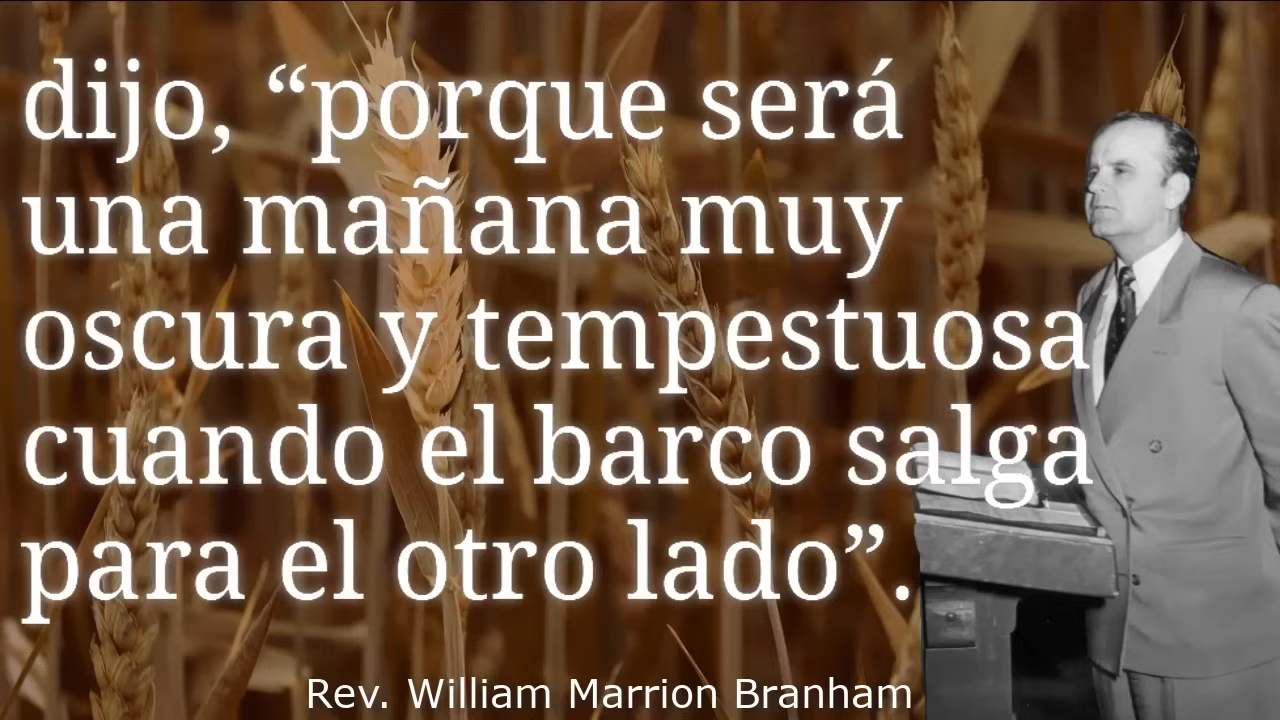 dijo, “porque será
una mañana muy
oscura y tempestuosa
cuando el barco salga
para el otro lado”.
Rev. William Marrion Branham